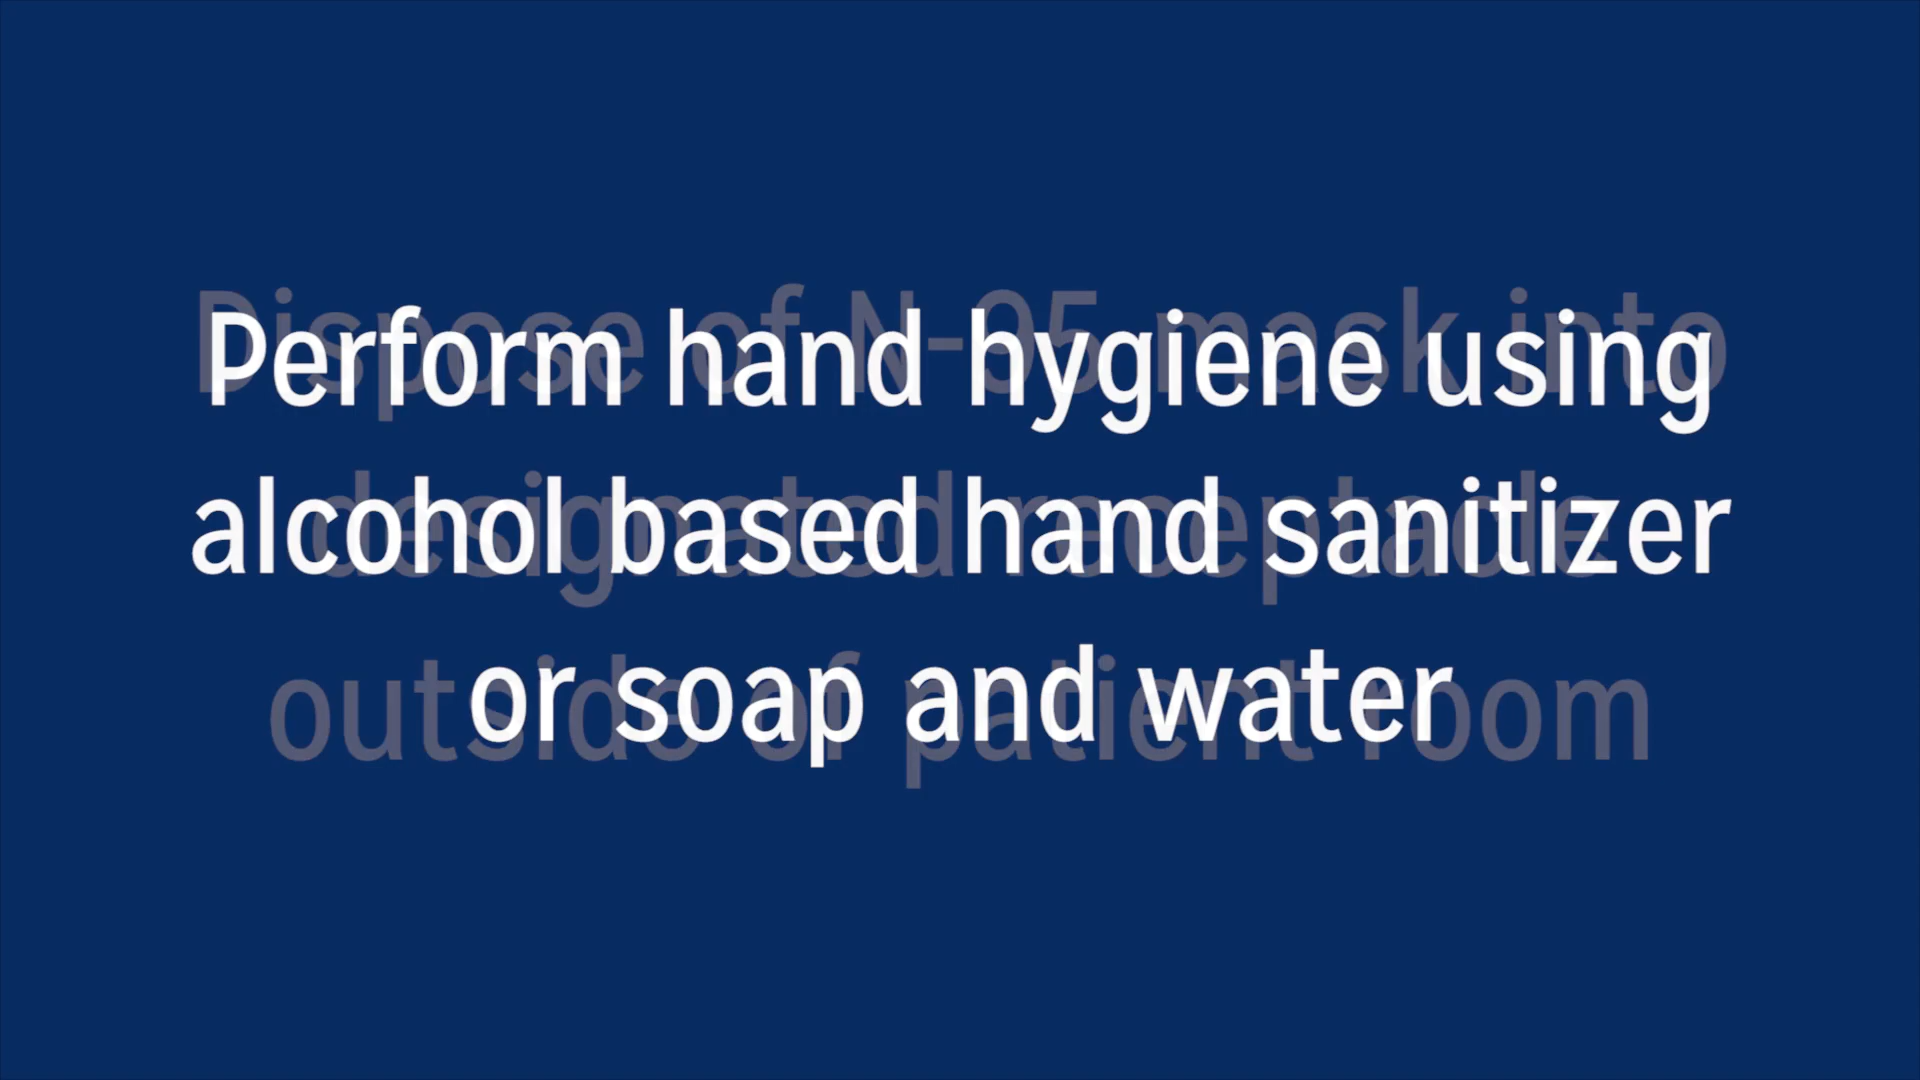 Perform hand hygiene using
alcohol based hand sanitizer
or soap and water
Dispose of N-95 mask into
designated receptacle
outside of patient room